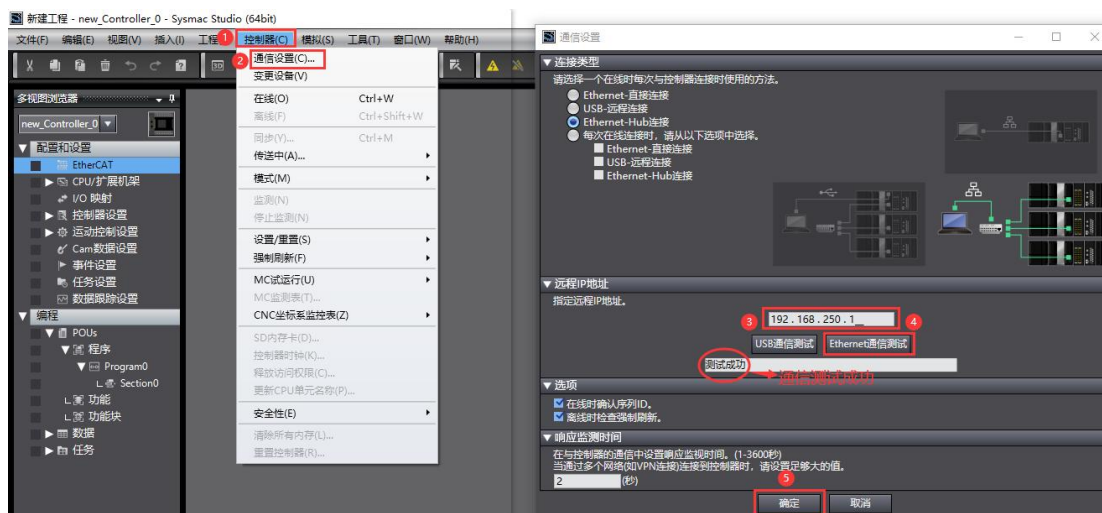 新建工程 - new_Controller_0 - Sysmac Studio (64bit)
文件(F) 编辑(E) 视图(V) 插入(I) 工程 1 控制器(C) 模拟(S) 工具(T) 窗口(W) 帮助(H)
2 通信设置(C)...
变更设备(V)
在线(O) Ctrl+W
离线(F) Ctrl+Shift+W
同步(Y)... Ctrl+M
传送中(A)...
模式(M)
监测(N)
停止监测(N)
设置/重置(S)
强制刷新(F)
MC试运行(U)
MC监测表(T)...
CNC坐标系监控表(Z)
SD内存卡(D)...
控制器时钟(K)...
释放访问权限(C)...
更新CPU单元名称(P)...
安全性(E)
清除所有内存(L)...
重置控制器(R)...
多视图浏览器
new_Controller_0
配置和设置
EtherCAT
CPU/扩展机架
I/O 映射
控制器设置
运动控制设置
Cam数据设置
事件设置
任务设置
数据跟踪设置
编程
POUs
程序
Program0
Section0
功能
功能块
数据
任务
通信设置
连接类型
请选择一个在线时每次与控制器连接时使用的方法。
Ethernet-直接连接
USB-远程连接
Ethernet-Hub连接
每次在线连接时，请从以下选项中选择。
Ethernet-直接连接
USB-远程连接
Ethernet-Hub连接
远程IP地址
指定远程IP地址。
3 192.168.250.1_ 4
USB通信测试 Ethernet通信测试
测试成功
通信测试成功
选项
在线时确认序列ID。
离线时检查强制刷新。
响应监测时间
在与控制器的通信中设置响应监视时间。(1-3600秒)
当通过多个网络(如VPN连接)连接到控制器时，请设置足够大的值。
2 (秒)
5
确定 取消